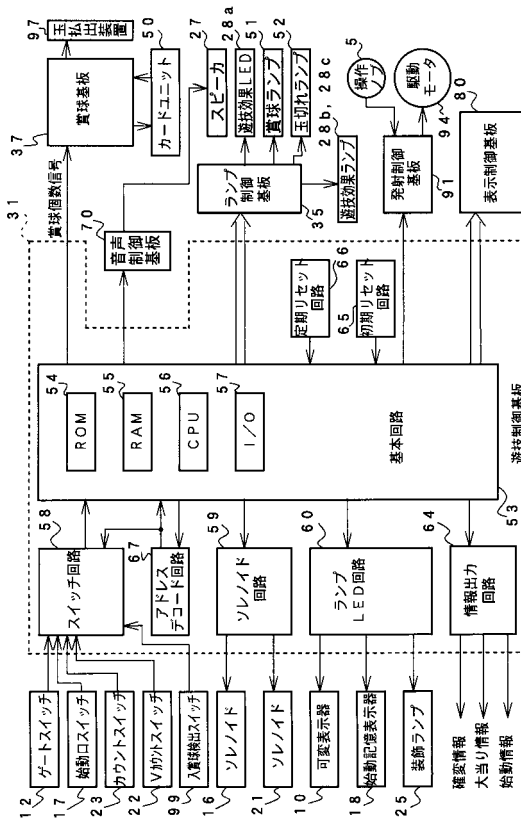 12
ゲートスイッチ
17
始動口スイッチ
23
カウントスイッチ
22
Vカウントスイッチ
99
入賞球検出スイッチ
16
ソレノイド
21
ソレノイド
10
可変表示器
18
始動記憶表示器
25
装飾ランプ
確変情報
大当り情報
始動情報
58
スイッチ回路
67
アドレス
デコード回路
59
ソレノイド
回路
60
ランプ
LED回路
64
情報出力
回路
54
ROM
55
RAM
56
CPU
57
I/O
基本回路
53
遊技制御基板
31
賞球個数信号
70
音声
制御
基板
66
定期リセット
回路
65
初期リセット
回路
37
賞球基板
97
玉払出装置
50
カードユニット
27
スピーカ
28a
遊技効果LED
51
賞球ランプ
52
玉切れランプ
28b, 28c
遊技効果ランプ
35
ランプ
制御
基板
5
操作
ノブ
91
発射制御
基板
94
駆動
モータ
80
表示制御基板